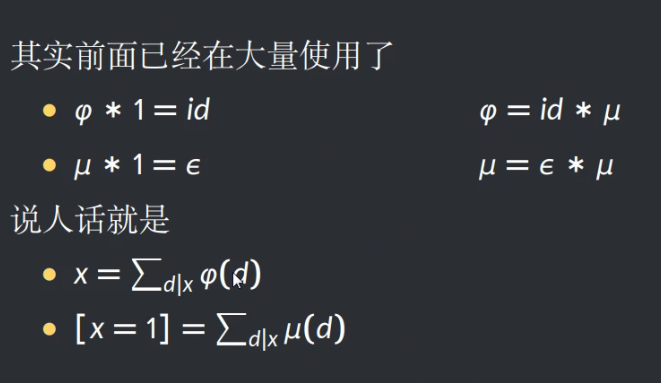 其实前面已经在大量使用了
• φ ∗ 1 = id φ = id ∗ μ
• μ ∗ 1 = ϵ μ = ϵ ∗ μ
说人话就是
• x = ∑_{d|x} φ(d)
• [x = 1] = ∑_{d|x} μ(d)